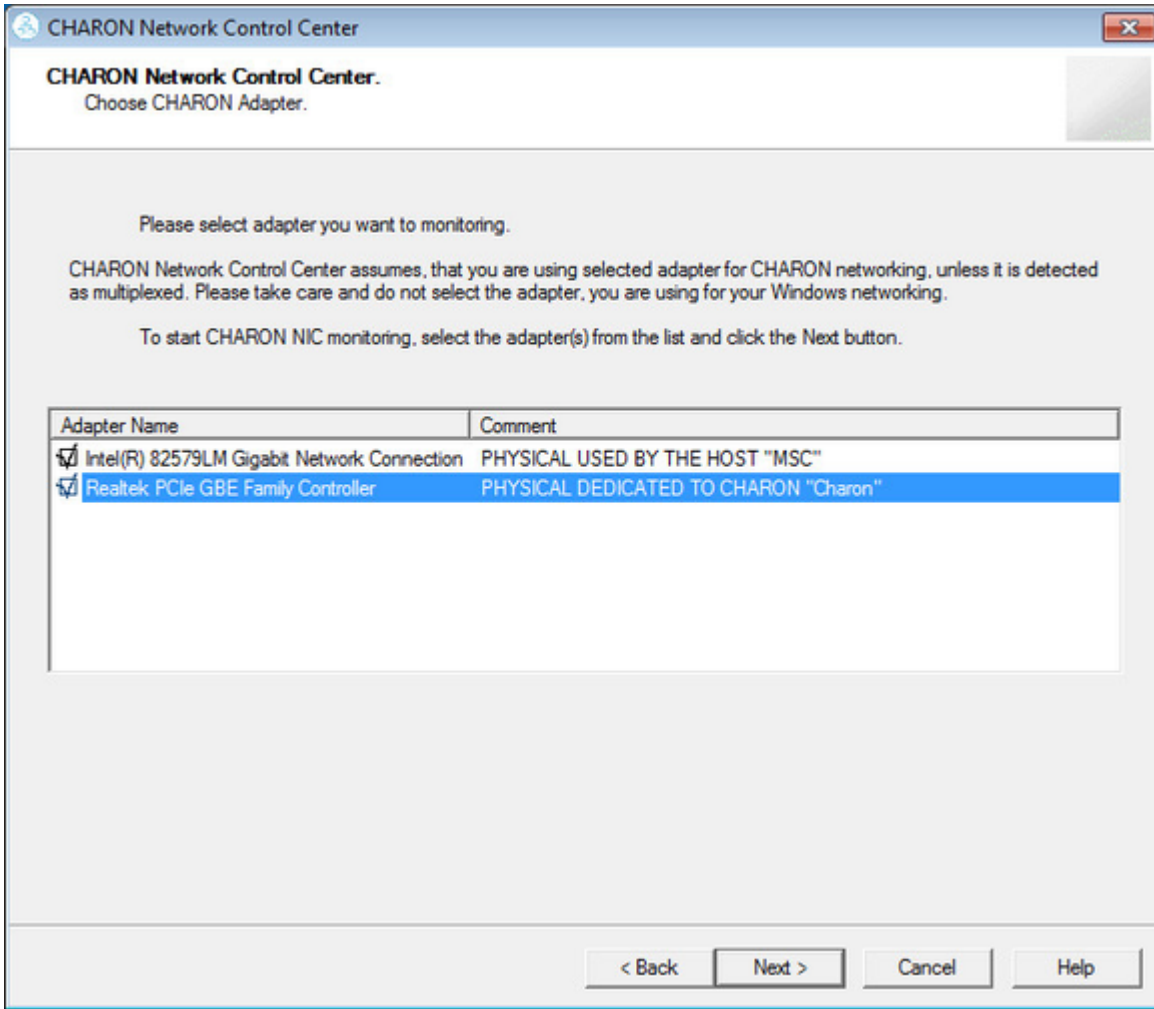 CHARON Network Control Center
CHARON Network Control Center.
Choose CHARON Adapter.
Please select adapter you want to monitoring.
CHARON Network Control Center assumes, that you are using selected adapter for CHARON networking, unless it is detected
as multiplexed. Please take care and do not select the adapter, you are using for your Windows networking.
To start CHARON NIC monitoring, select the adapter(s) from the list and click the Next button.
Adapter Name Comment
Intel(R) 82579LM Gigabit Network Connection PHYSICAL USED BY THE HOST "MSC"
Realtek PCIe GBE Family Controller PHYSICAL DEDICATED TO CHARON "Charon"
< Back Next > Cancel Help